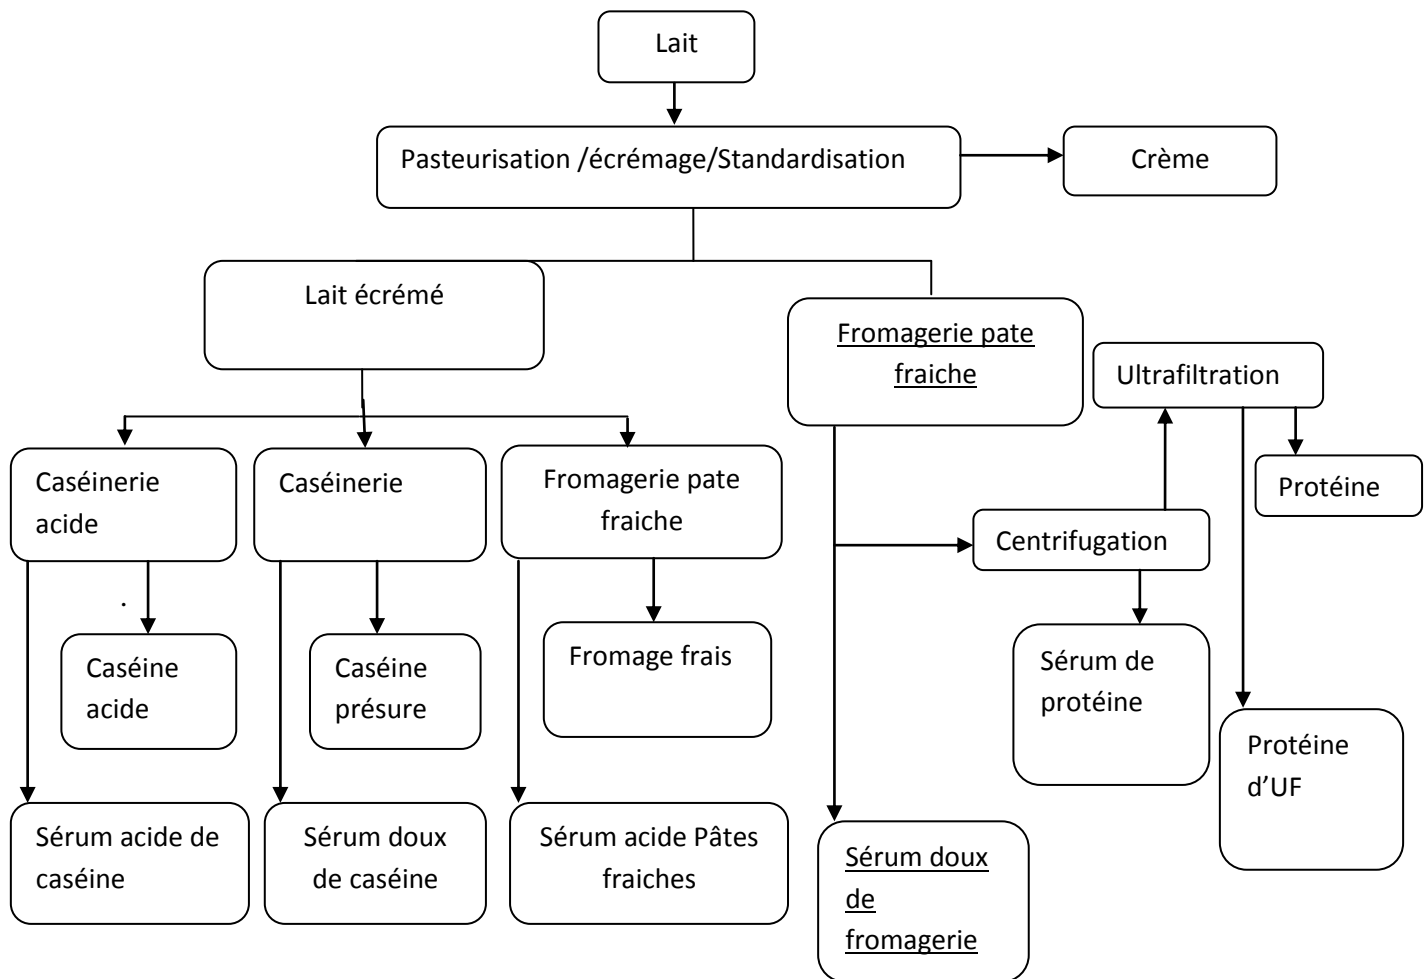 Lait
Pasteurisation /écrémage/Standardisation
Crème
Lait écrémé
Fromagerie pate
fraiche
Ultrafiltration
Protéine
Caséinerie
acide
Caséinerie
Fromagerie pate
fraiche
Centrifugation
.
Caséine
acide
Caséine
présure
Fromage frais
Sérum de
protéine
Protéine
d’UF
Sérum acide de
caséine
Sérum doux
de caséine
Sérum acide Pâtes
fraiches
Sérum doux
de
fromagerie